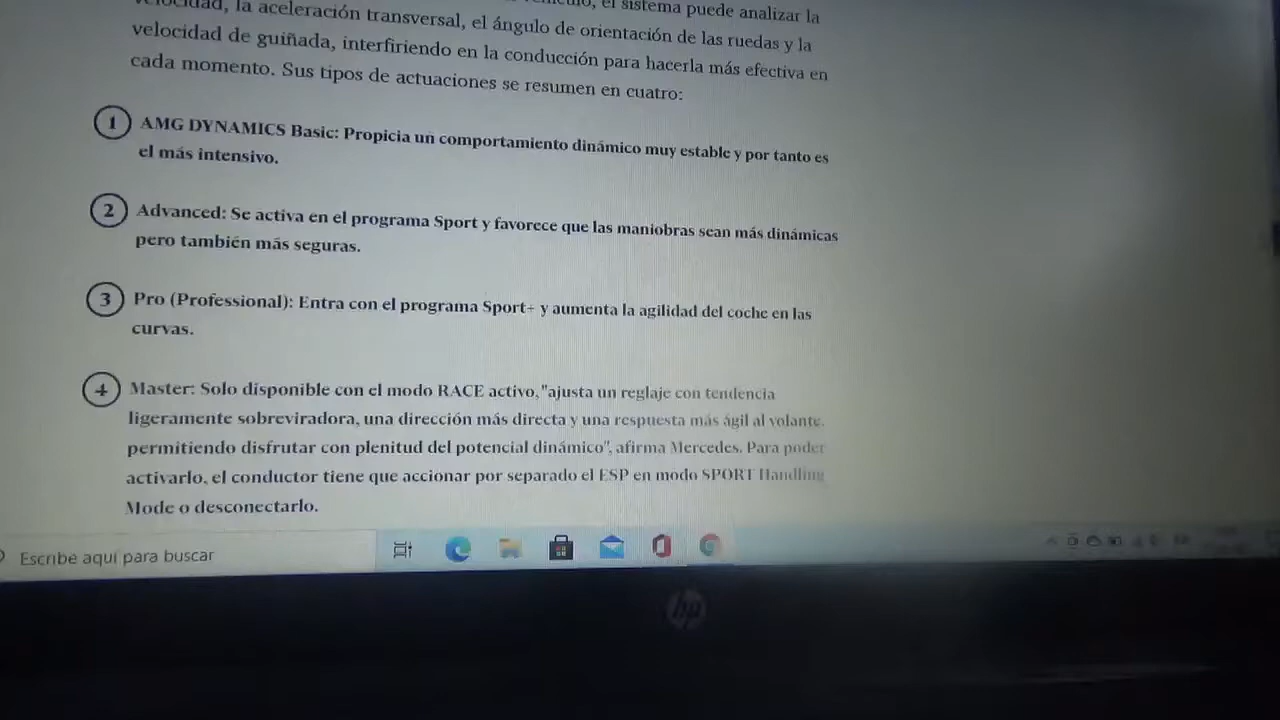 el sistema puede analizar la
velocidad, la aceleración transversal, el ángulo de orientación de las ruedas y la
velocidad de guiñada, interfiriendo en la conducción para hacerla más efectiva en
cada momento. Sus tipos de actuaciones se resumen en cuatro:
1 AMG DYNAMICS Basic: Propicia un comportamiento dinámico muy estable y por tanto es
el más intensivo.
2 Advanced: Se activa en el programa Sport y favorece que las maniobras sean más dinámicas
pero también más seguras.
3 Pro (Professional): Entra con el programa Sport+ y aumenta la agilidad del coche en las
curvas.
4 Master: Solo disponible con el modo RACE activo, "ajusta un reglaje con tendencia
ligeramente sobreviradora, una dirección más directa y una respuesta más ágil al volante,
permitiendo disfrutar con plenitud del potencial dinámico", afirma Mercedes. Para poder
activarlo, el conductor tiene que accionar por separado el ESP en modo SPORT Handling
Mode o desconectarlo.
Escribe aquí para buscar
hp